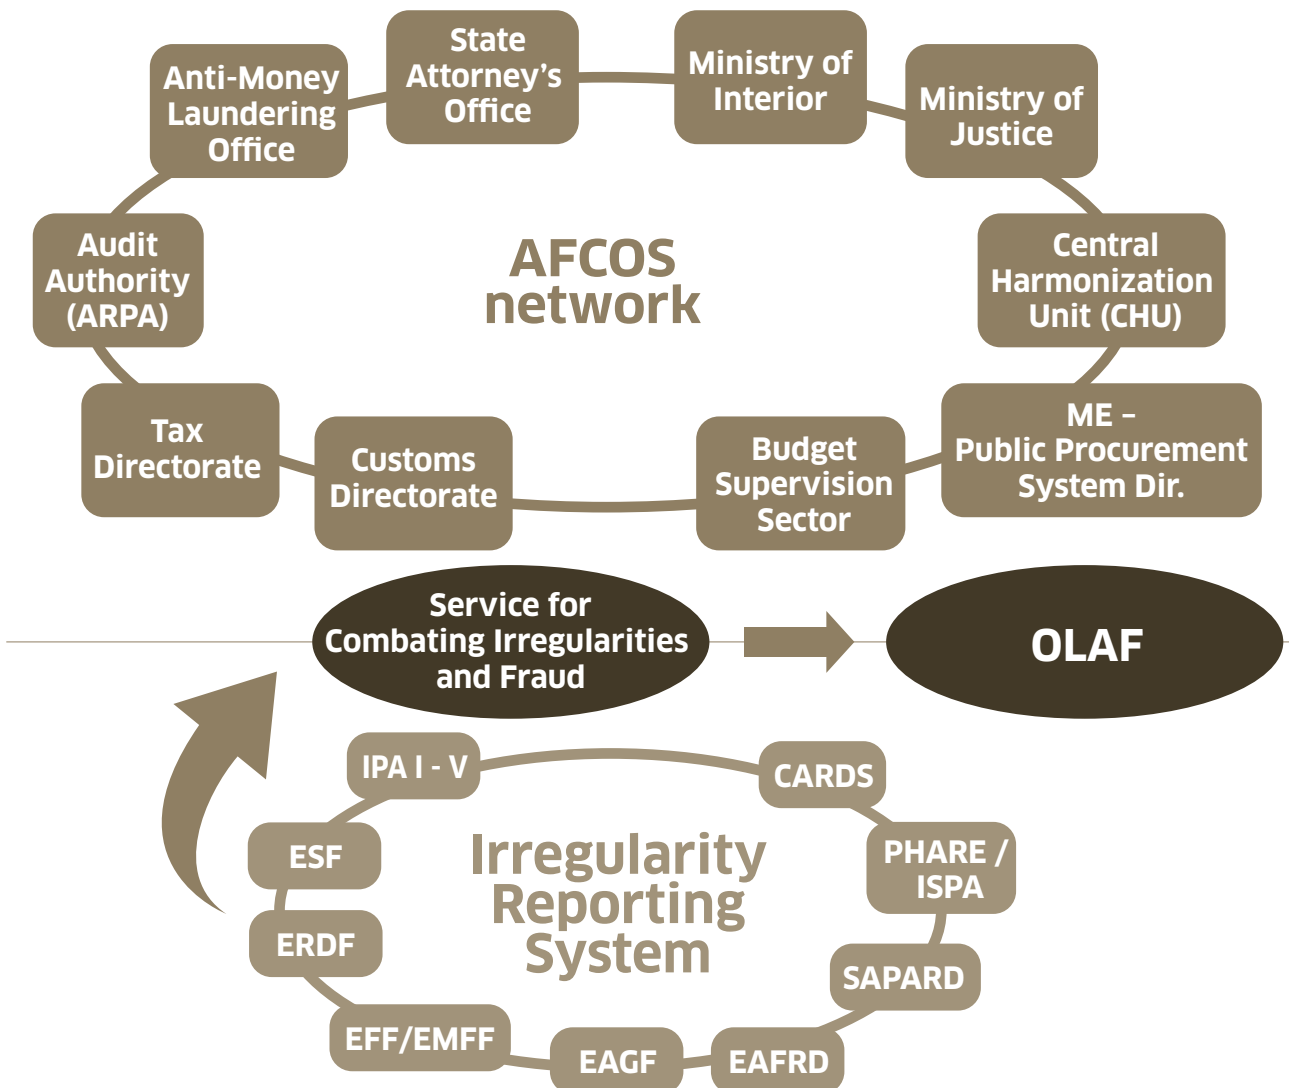 State
Attorney's
Office
Ministry of
Interior
Anti-Money
Laundering
Office
Ministry of
Justice
Audit
Authority
(ARPA)
AFCOS
network
Central
Harmonization
Unit (CHU)
Tax
Directorate
Customs
Directorate
Budget
Supervision
Sector
ME –
Public Procurement
System Dir.
Service for
Combating Irregularities
and Fraud
OLAF
IPA I - V
CARDS
ESF
Irregularity
Reporting
System
PHARE /
ISPA
ERDF
SAPARD
EFF/EMFF
EAGF
EAFRD